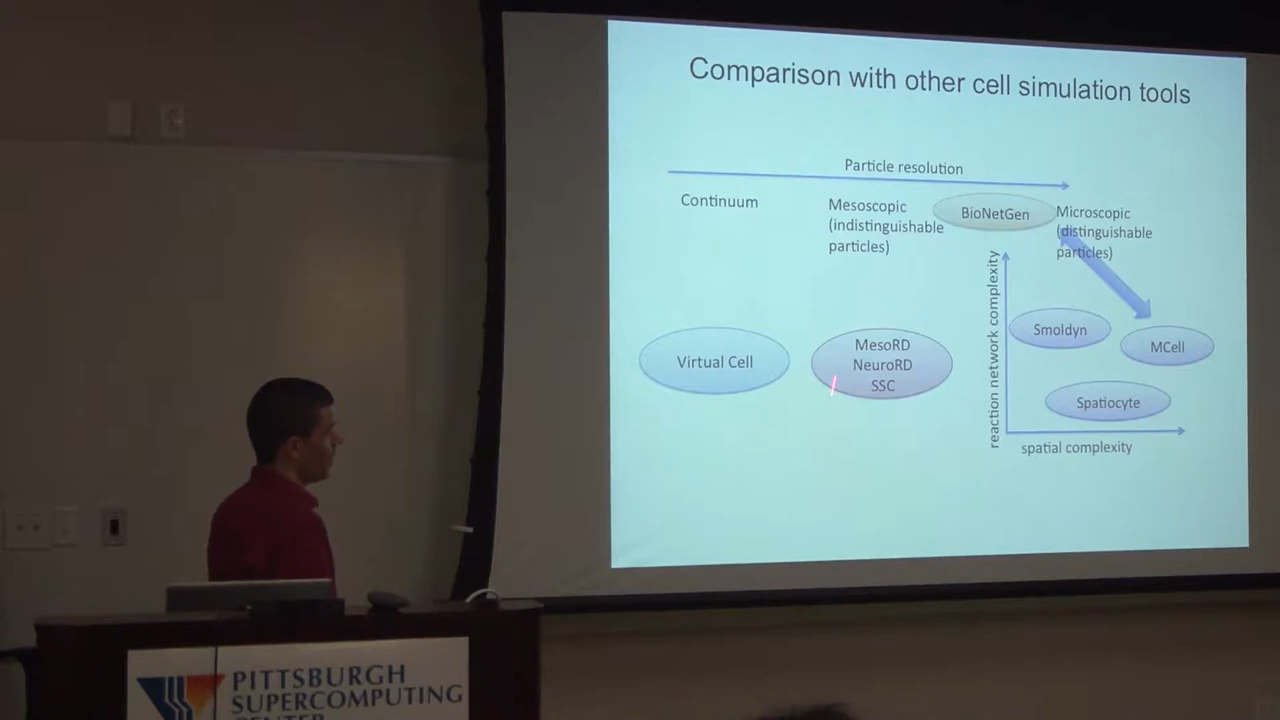 Comparison with other cell simulation tools
Particle resolution
Continuum
Mesoscopic
(indistinguishable
particles)
BioNetGen
Microscopic
(distinguishable
particles)
reaction network complexity
Virtual Cell
MesoRD
NeuroRD
SSC
Smoldyn
MCell
Spatiocyte
spatial complexity
PITTSBURGH
SUPERCOMPUTING
CENTER